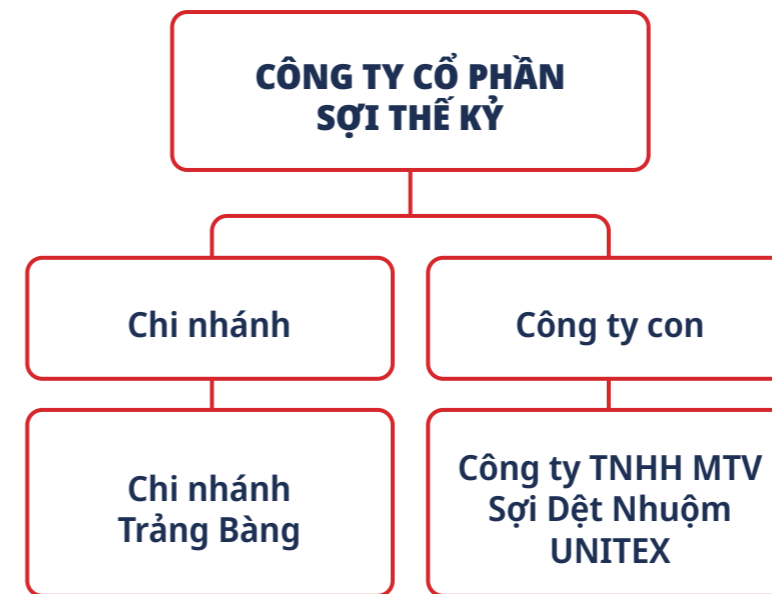 CÔNG TY CỔ PHẦN
SỢI THẾ KỶ
Chi nhánh
Công ty con
Chi nhánh
Trảng Bàng
Công ty TNHH MTV
Sợi Dệt Nhuộm
UNITEX